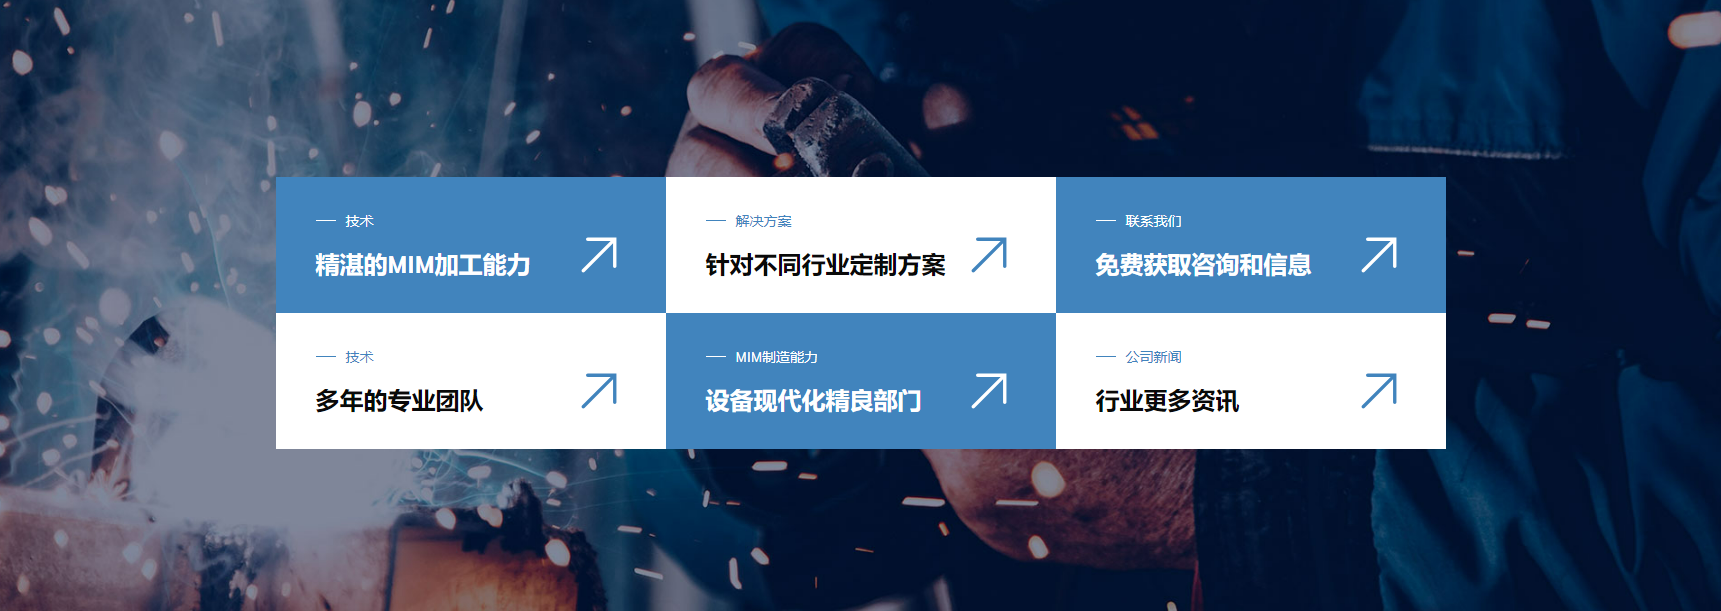 技术
精湛的MIM加工能力
解决方案
针对不同行业定制方案
联系我们
免费获取咨询和信息
技术
多年的专业团队
MIM制造能力
设备现代化精良部门
公司新闻
行业更多资讯